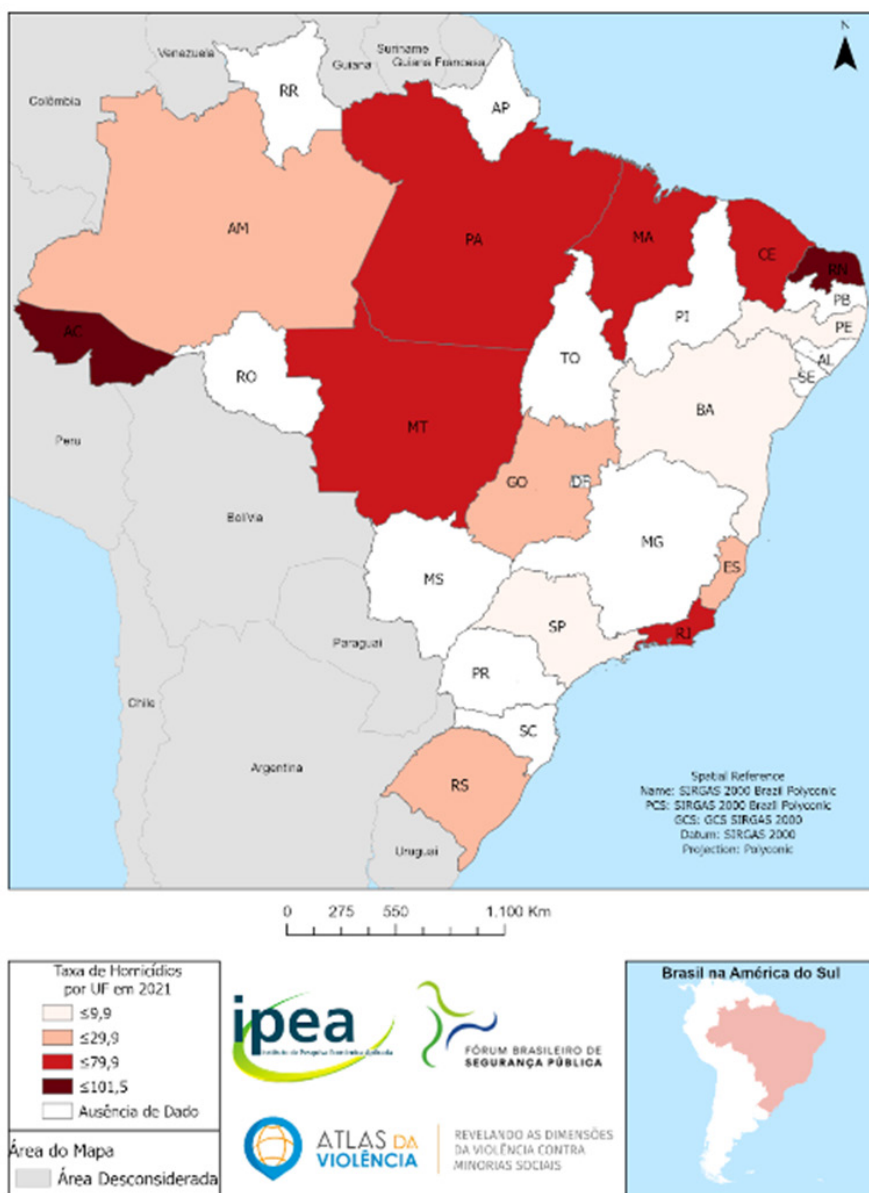 N
Venezuela
Suriname
Guiana
Guiana Francesa
Colômbia
RR
AP
AM
PA
MA
CE
RN
PB
PI
PE
AC
AL
TO
SE
RO
BA
Peru
MT
GO
DF
Bolívia
MG
MS
ES
SP
RJ
Paraguai
PR
Chile
SC
Argentina
RS
Uruguai
Spatial Reference
Name: SIRGAS 2000 Brazil Polyconic
PCS: SIRGAS 2000 Brazil Polyconic
GCS: GCS SIRGAS 2000
Datum: SIRGAS 2000
Projection: Polyconic
0 275 550 1.100 Km
Taxa de Homicídios
por UF em 2021
≤9,9
≤29,9
≤79,9
≤101,5
Ausência de Dado
Área do Mapa
Área Desconsiderada
ipea
Instituto de Pesquisa Econômica Aplicada
FÓRUM BRASILEIRO DE
SEGURANÇA PÚBLICA
ATLAS DA
VIOLÊNCIA
REVELANDO AS DIMENSÕES
DA VIOLÊNCIA CONTRA
MINORIAS SOCIAIS
Brasil na América do Sul